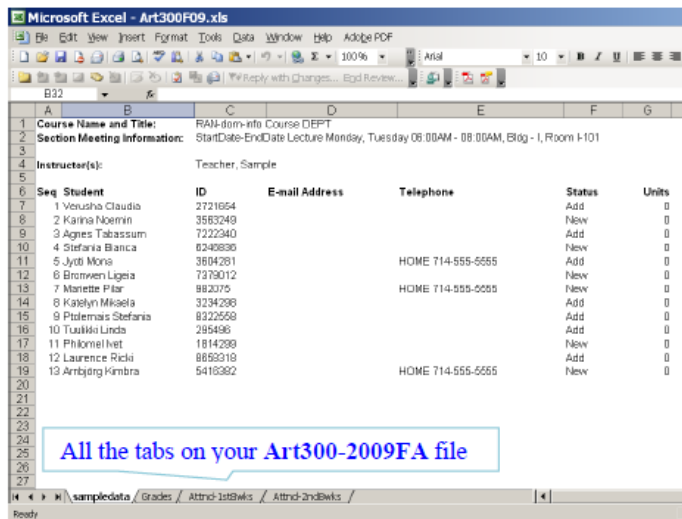 Microsoft Excel - Art300F09.xls
File Edit View Insert Format Tools Data Window Help Adobe PDF
100% Arial 10 B I U
Reply with Changes... End Review...
B32 fx
A B C D E F G
1 Course Name and Title: RAN-dom-info Course DEPT
2 Section Meeting Information: StartDate-EndDate Lecture Monday, Tuesday 06:00AM - 08:00AM, Bldg - I, Room I-101
3
4 Instructor(s): Teacher, Sample
5
6 Seq Student ID E-mail Address Telephone Status Units
7 1 Verusha Claudia 2721654 Add 0
8 2 Karina Noemin 3563249 New 0
9 3 Agnes Tabassum 7222340 Add 0
10 4 Stefania Bianca 6246836 New 0
11 5 Jyoti Mona 3604281 HOME 714-555-5555 Add 0
12 6 Bronwen Ligeia 7379012 New 0
13 7 Mariette Pilar 982075 HOME 714-555-5555 New 0
14 8 Katelyn Mikaela 3234298 Add 0
15 9 Ptolemais Stefania 8322558 Add 0
16 10 Tuulikki Linda 295496 Add 0
17 11 Philomel Ivet 1814299 New 0
18 12 Laurence Ricki 8659318 Add 0
19 13 Arnbjörg Kimbra 5416382 HOME 714-555-5555 New 0
20
21
22
23
24
25
26
27
All the tabs on your Art300-2009FA file
sampledata / Grades / Attnd-1st8wks / Attnd-2nd8wks /
Ready